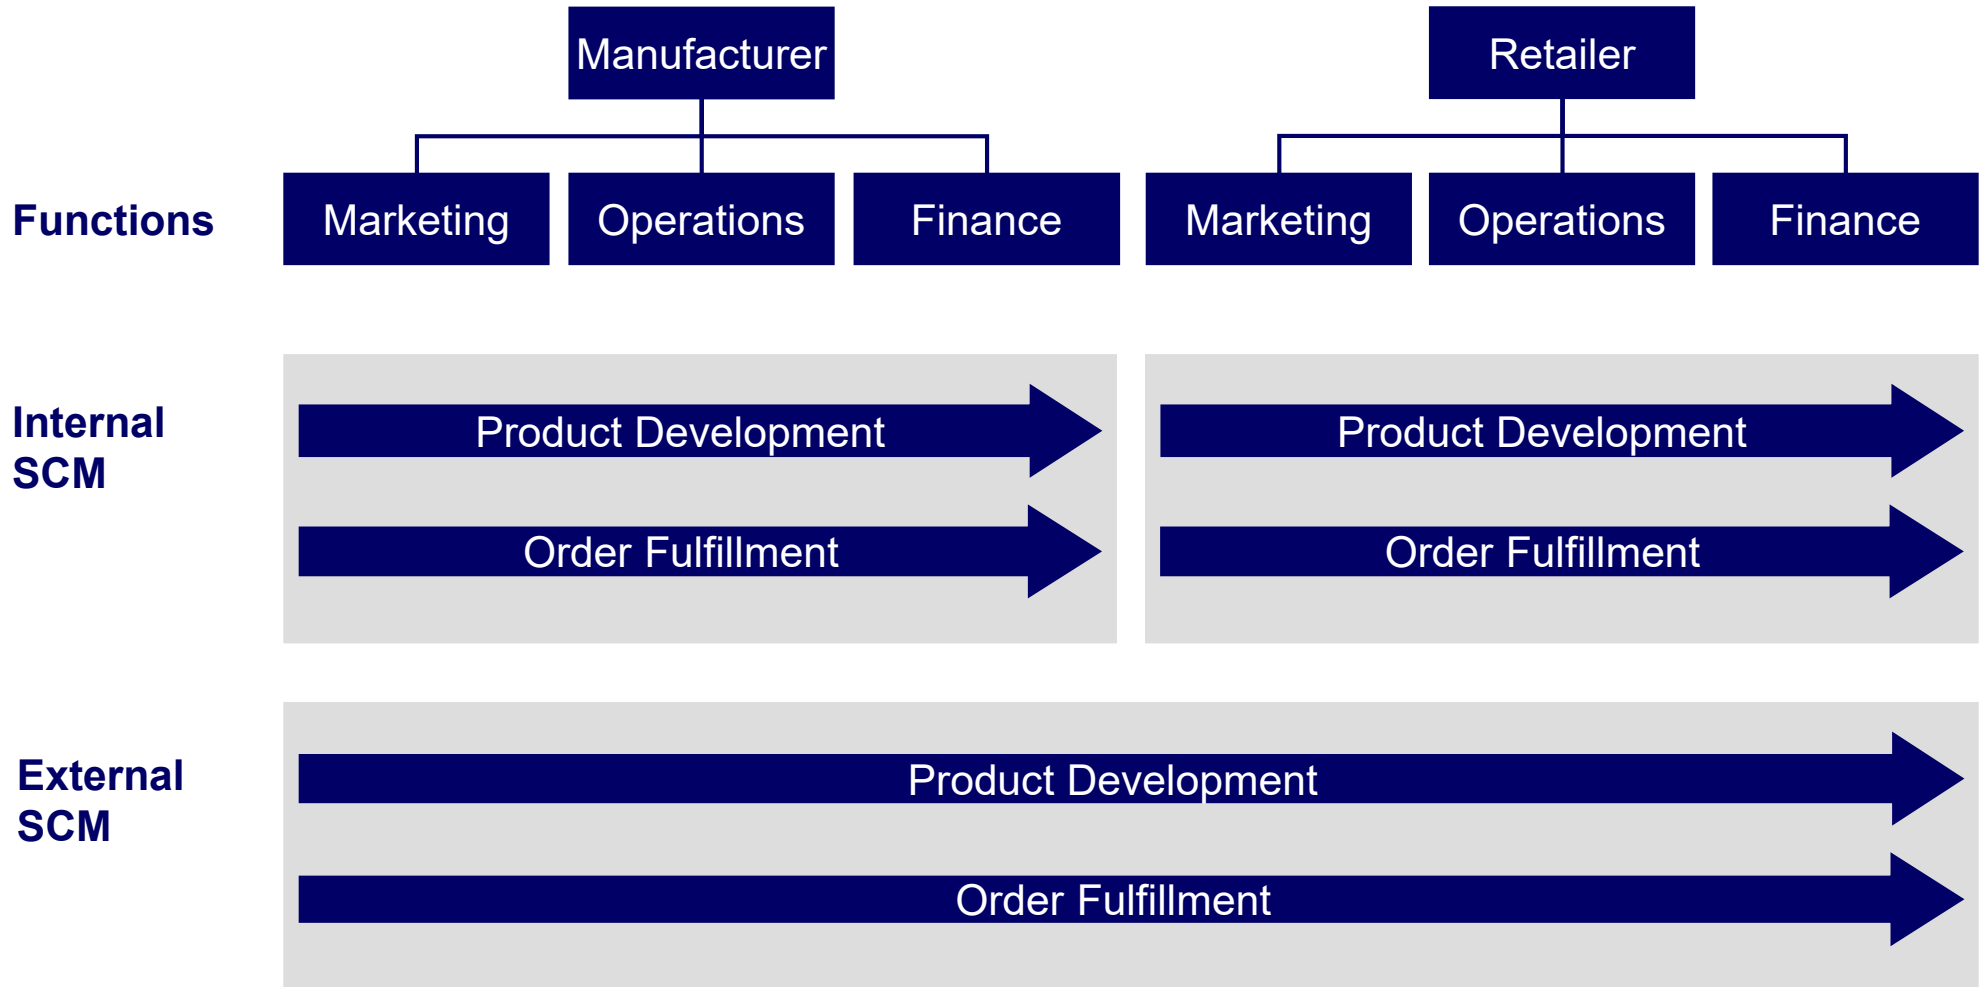 Manufacturer
Retailer
Functions
Marketing
Operations
Finance
Marketing
Operations
Finance
Internal
SCM
Product Development
Product Development
Order Fulfillment
Order Fulfillment
External
SCM
Product Development
Order Fulfillment